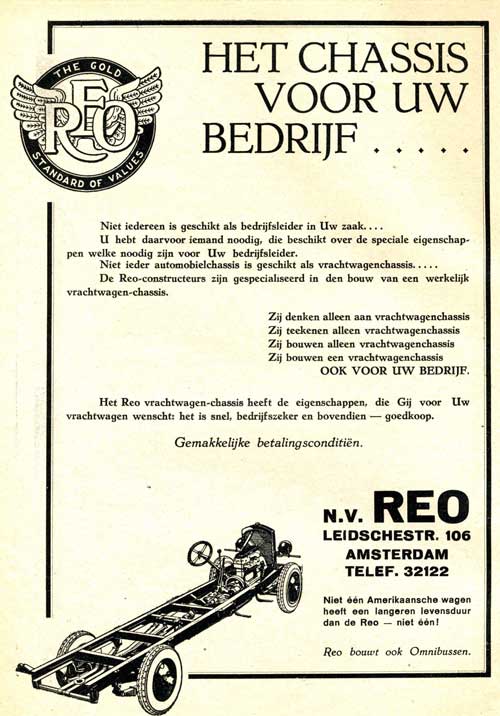 THE GOLD
REO
STANDARD OF VALUES
HET CHASSIS
VOOR UW
BEDRIJF . . . . .
Niet iedereen is geschikt als bedrijfsleider in Uw zaak....
U hebt daarvoor iemand noodig, die beschikt over de speciale eigenschap-
pen welke noodig zijn voor Uw bedrijfsleider.
Niet ieder automobielchassis is geschikt als vrachtwagenchassis.....
De Reo-constructeurs zijn gespecialiseerd in den bouw van een werkelijk
vrachtwagen-chassis.
Zij denken alleen aan vrachtwagenchassis
Zij teekenen alleen vrachtwagenchassis
Zij bouwen alleen vrachtwagenchassis
Zij bouwen een vrachtwagenchassis
OOK VOOR UW BEDRIJF.
Het Reo vrachtwagen-chassis heeft de eigenschappen, die Gij voor Uw
vrachtwagen wenscht: het is snel, bedrijfszeker en bovendien — goedkoop.
Gemakkelijke betalingsconditiën.
N.V. REO
LEIDSCHESTR. 106
AMSTERDAM
TELEF. 32122
Niet één Amerikaansche wagen
heeft een langeren levensduur
dan de Reo — niet één!
Reo bouwt ook Omnibussen.